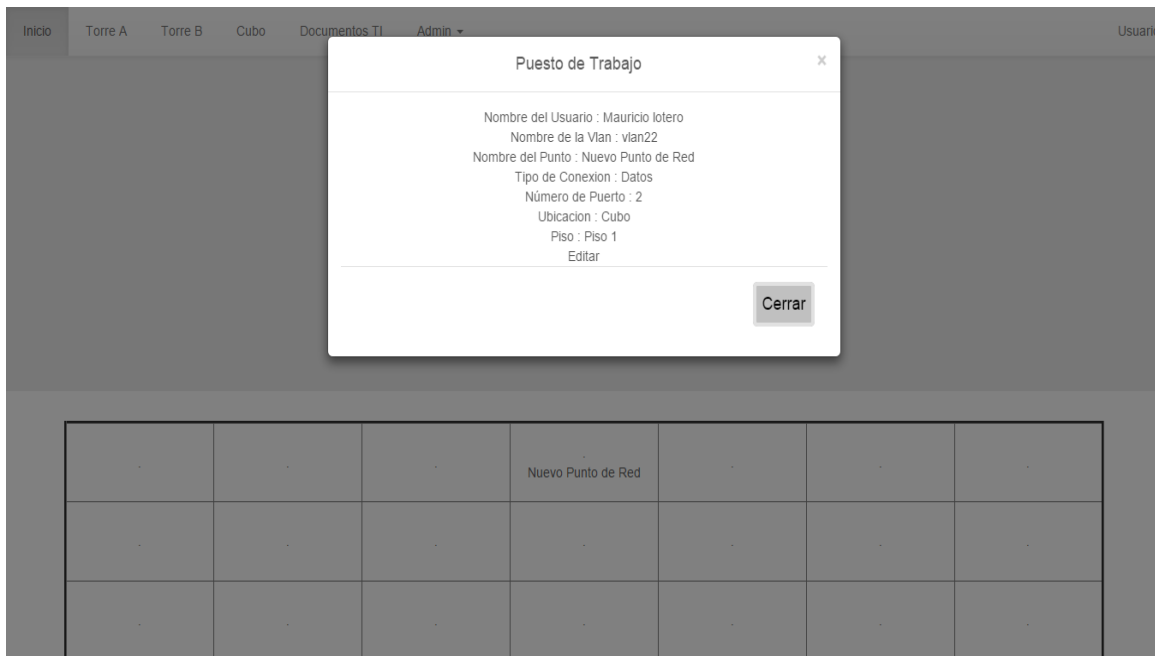 Inicio Torre A Torre B Cubo Documentos TI Admin Usuario
Puesto de Trabajo ×
Nombre del Usuario : Mauricio lotero
Nombre de la Vlan : vlan22
Nombre del Punto : Nuevo Punto de Red
Tipo de Conexion : Datos
Número de Puerto : 2
Ubicacion : Cubo
Piso : Piso 1
Editar
Cerrar
Nuevo Punto de Red